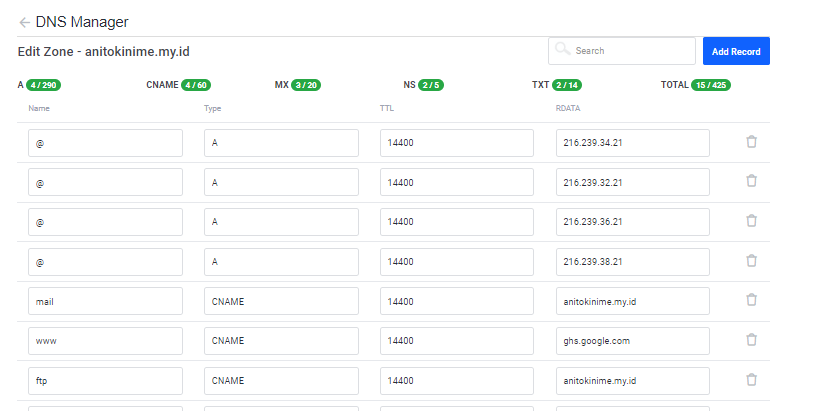 DNS Manager
Edit Zone - anitokinime.my.id
Search
Add Record
A 4 / 290 CNAME 4 / 60 MX 3 / 20 NS 2 / 5 TXT 2 / 14 TOTAL 15 / 425
Name Type TTL RDATA
@ A 14400 216.239.34.21
@ A 14400 216.239.32.21
@ A 14400 216.239.36.21
@ A 14400 216.239.38.21
mail CNAME 14400 anitokinime.my.id
www CNAME 14400 ghs.google.com
ftp CNAME 14400 anitokinime.my.id